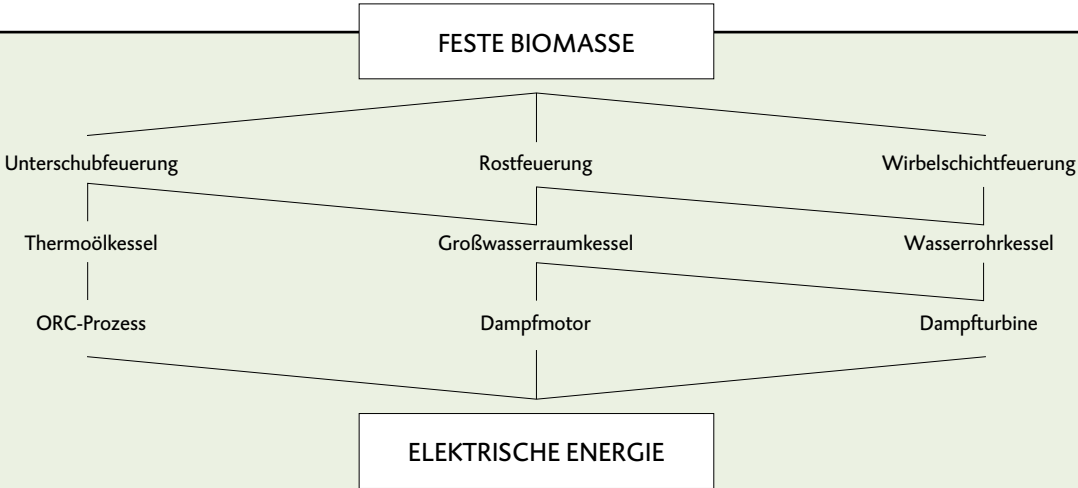 FESTE BIOMASSE
Unterschubfeuerung
Rostfeuerung
Wirbelschichtfeuerung
Thermoölkessel
Großwasserraumkessel
Wasserrohrkessel
ORC-Prozess
Dampfmotor
Dampfturbine
ELEKTRISCHE ENERGIE